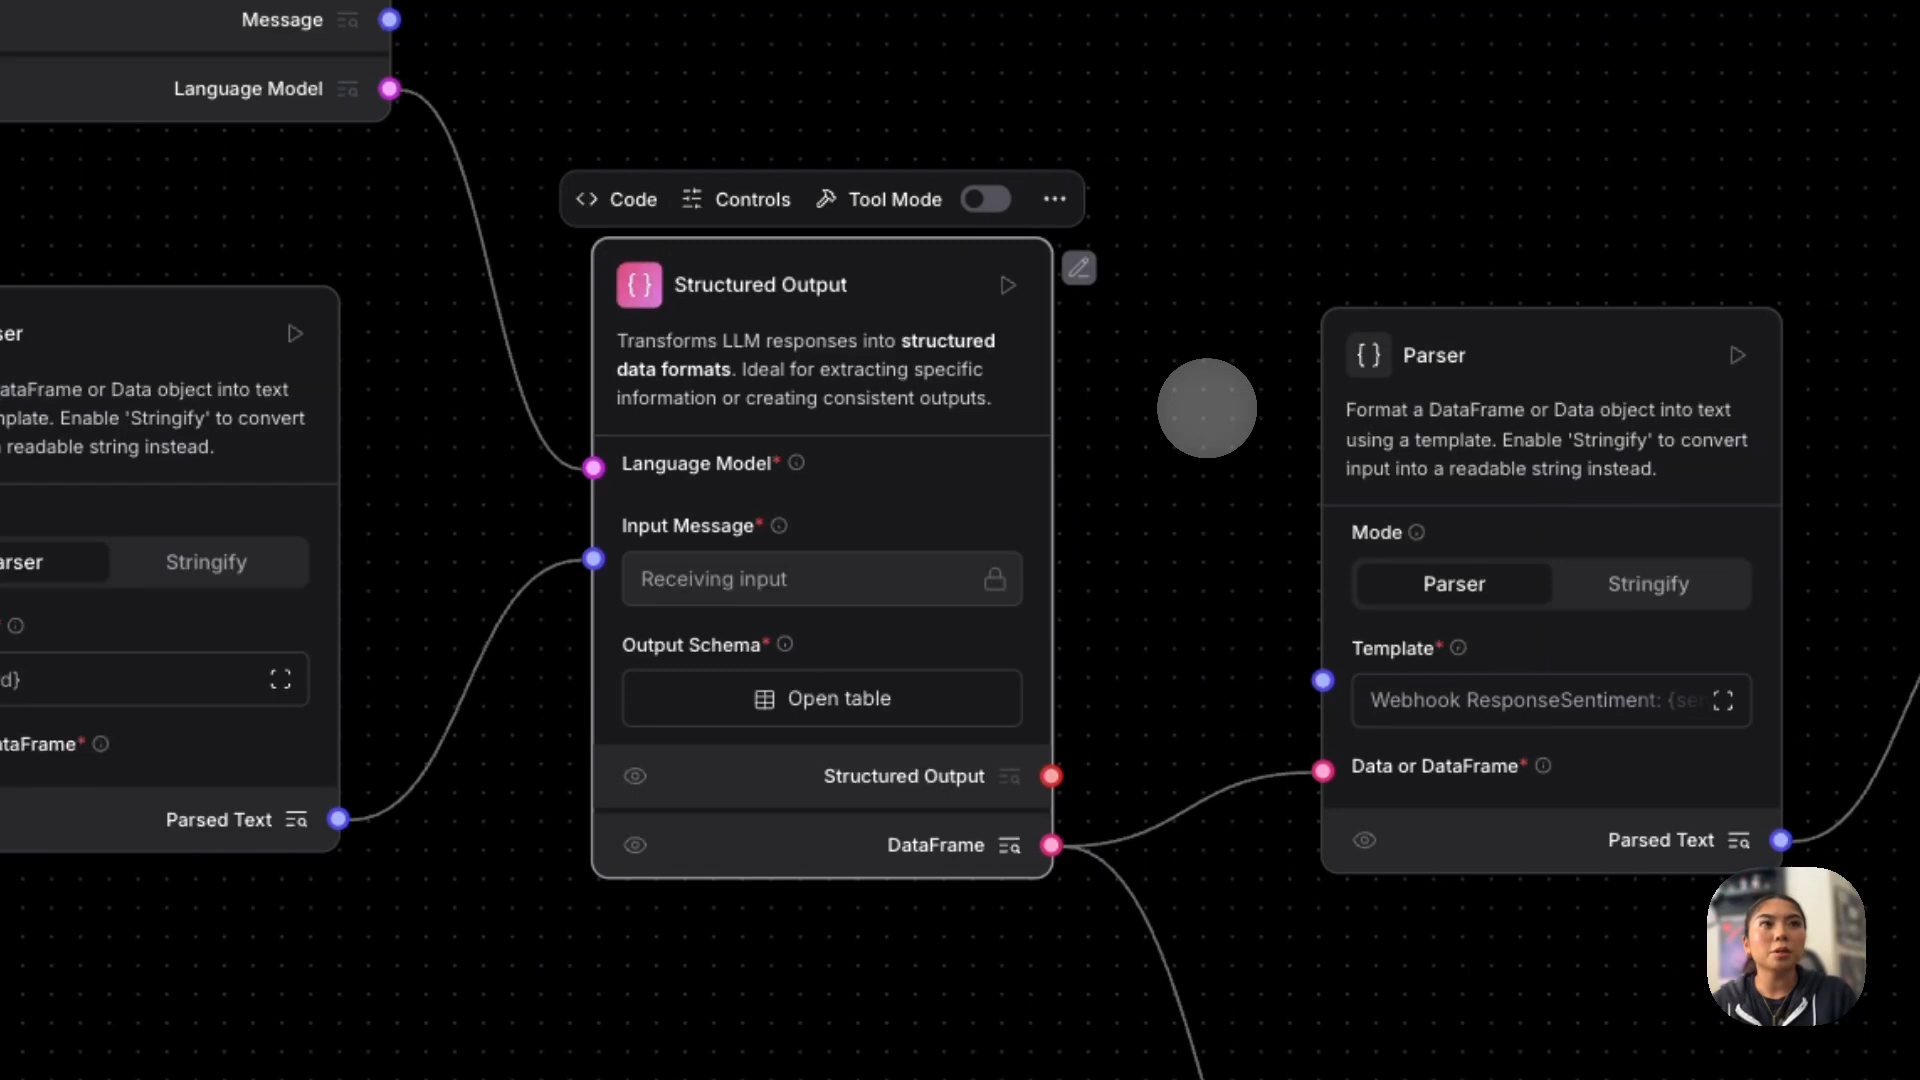 Message
Language Model
Code
Controls
Tool Mode
ser
ataFrame or Data object into text
nplate. Enable 'Stringify' to convert
a readable string instead.
arser
Stringify
*
d}
ataFrame*
Parsed Text
Structured Output
Transforms LLM responses into structured
data formats. Ideal for extracting specific
information or creating consistent outputs.
Language Model*
Input Message*
Receiving input
Output Schema*
Open table
Structured Output
DataFrame
Parser
Format a DataFrame or Data object into text
using a template. Enable 'Stringify' to convert
input into a readable string instead.
Mode
Parser
Stringify
Template*
Webhook ResponseSentiment: {se
Data or DataFrame*
Parsed Text